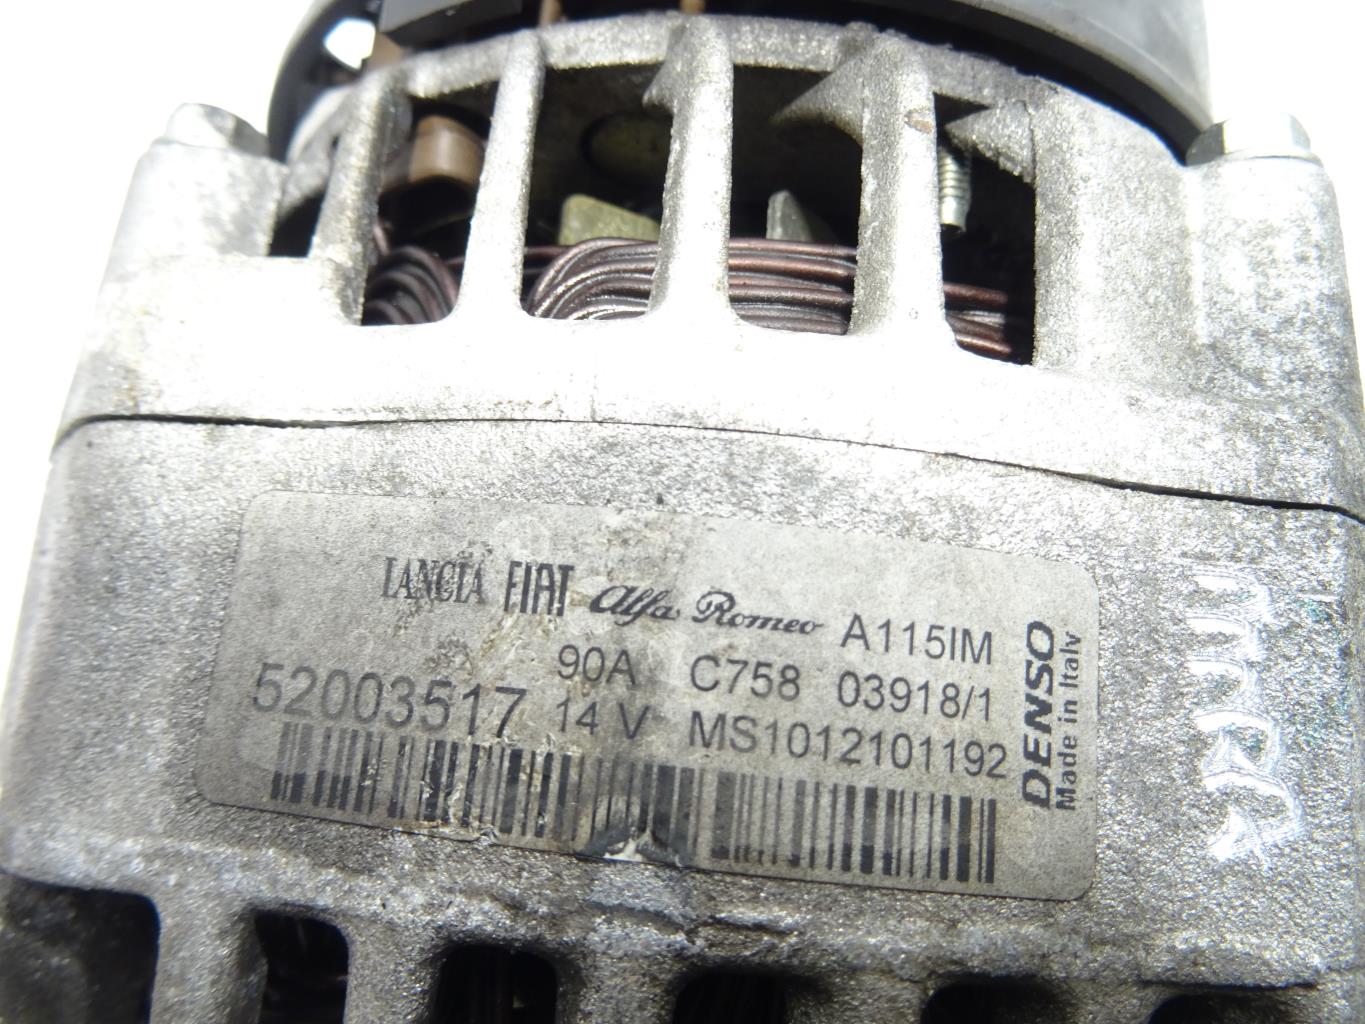 LANCIA FIAT Alfa Romeo A115IM
90A C758 03918/1
52003517 14 V MS1012101192
DENSO
Made in Italy